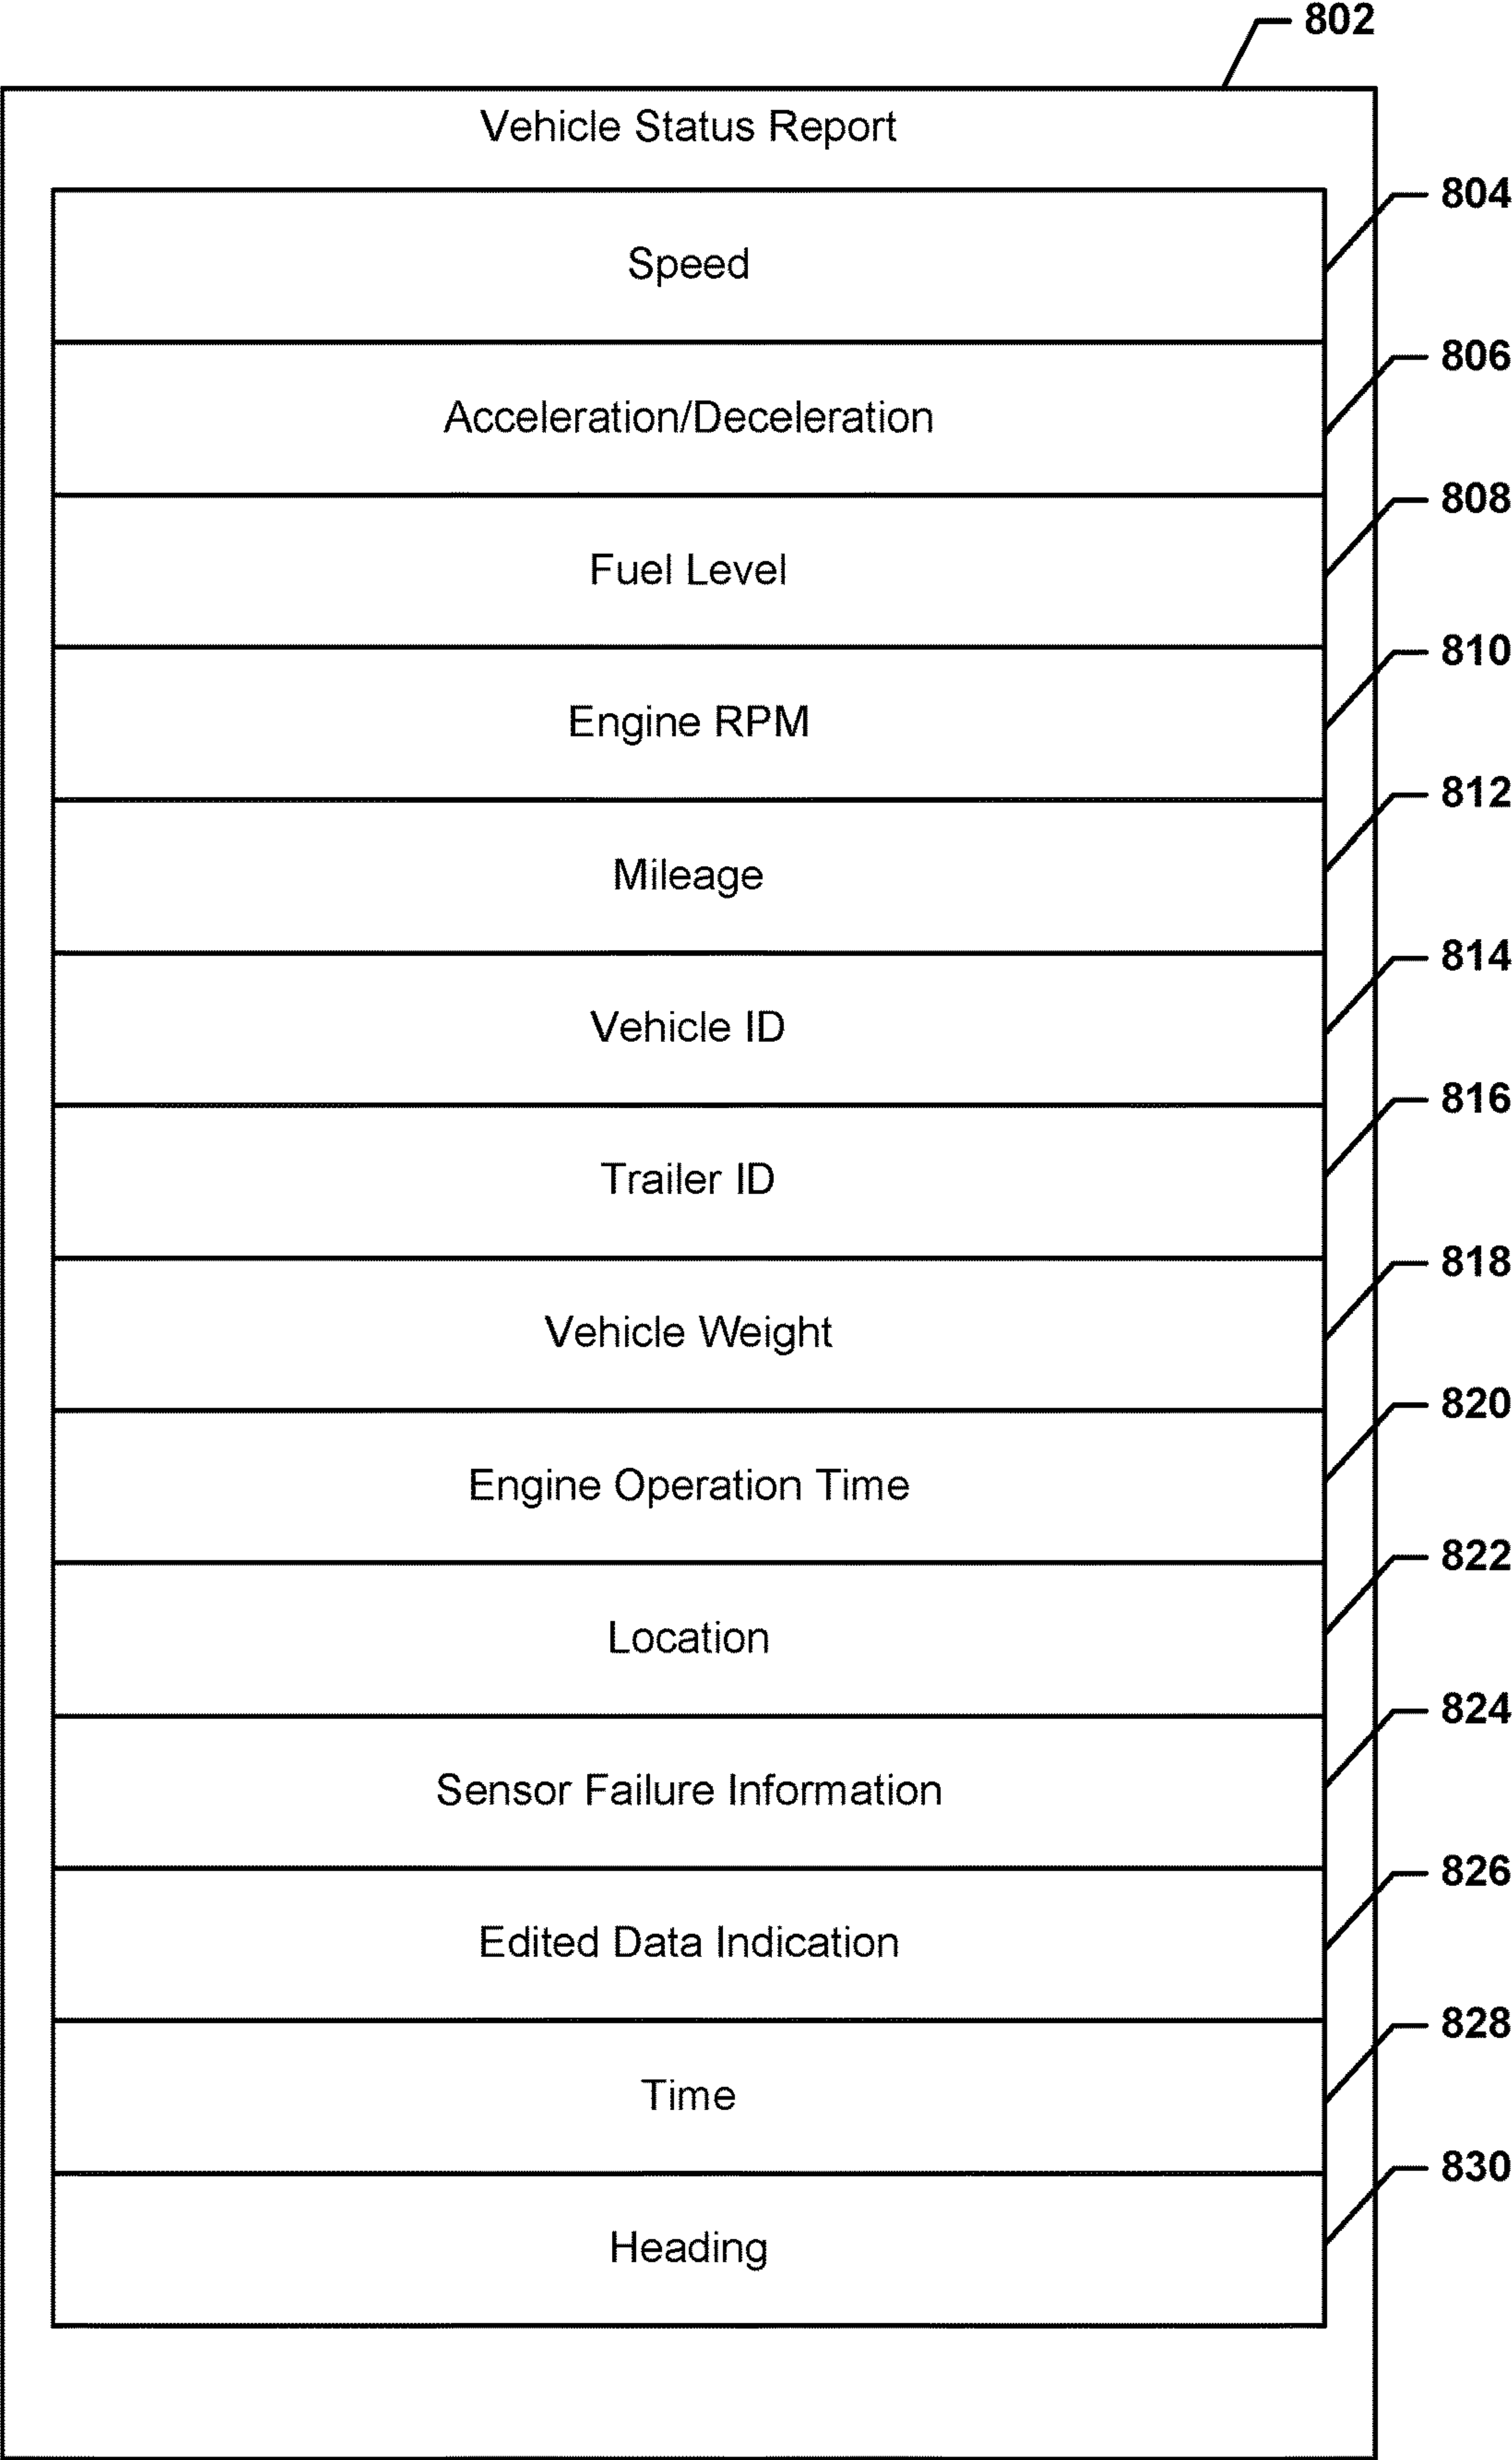 802
Vehicle Status Report
804
Speed
806
Acceleration/Deceleration
808
Fuel Level
810
Engine RPM
812
Mileage
814
Vehicle ID
816
Trailer ID
818
Vehicle Weight
820
Engine Operation Time
822
Location
824
Sensor Failure Information
826
Edited Data Indication
828
Time
830
Heading